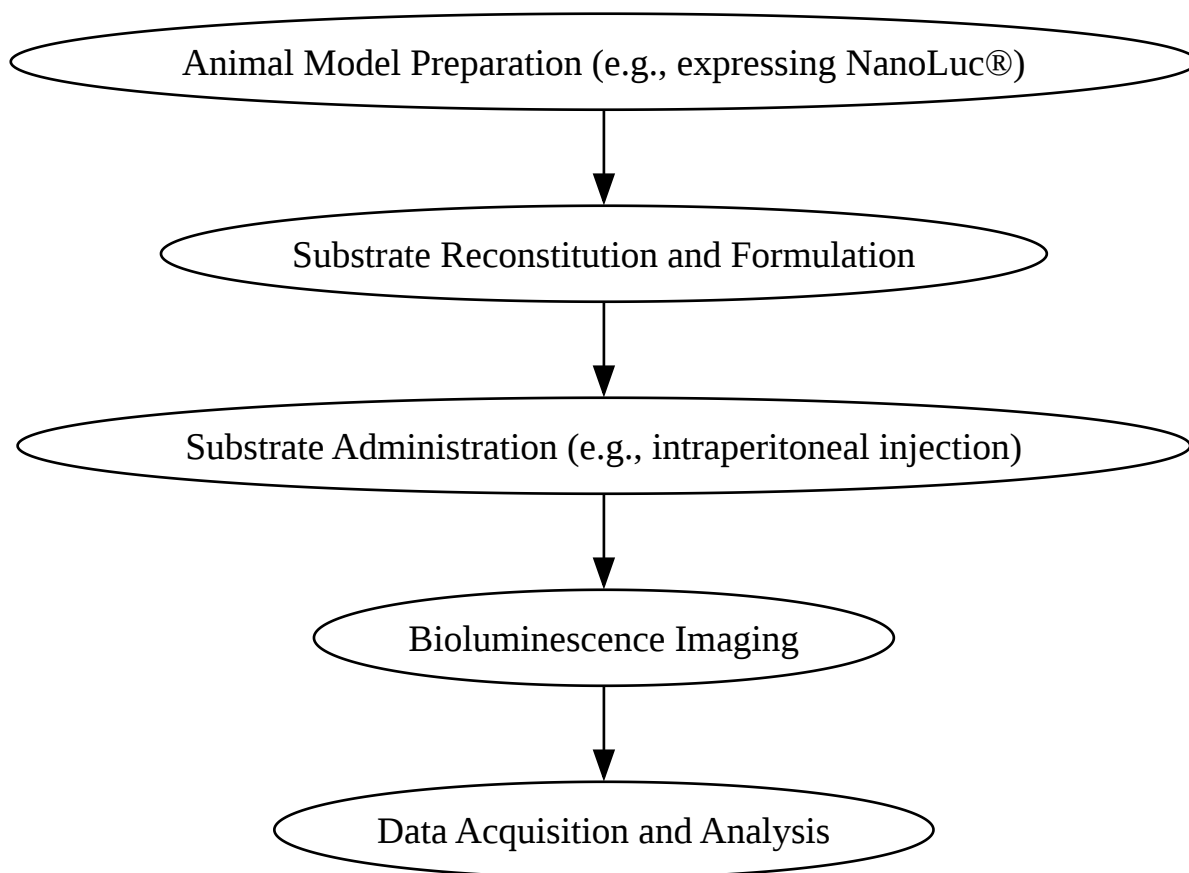 Animal Model Preparation (e.g., expressing NanoLuc®)
Substrate Reconstitution and Formulation
Substrate Administration (e.g., intraperitoneal injection)
Bioluminescence Imaging
Data Acquisition and Analysis